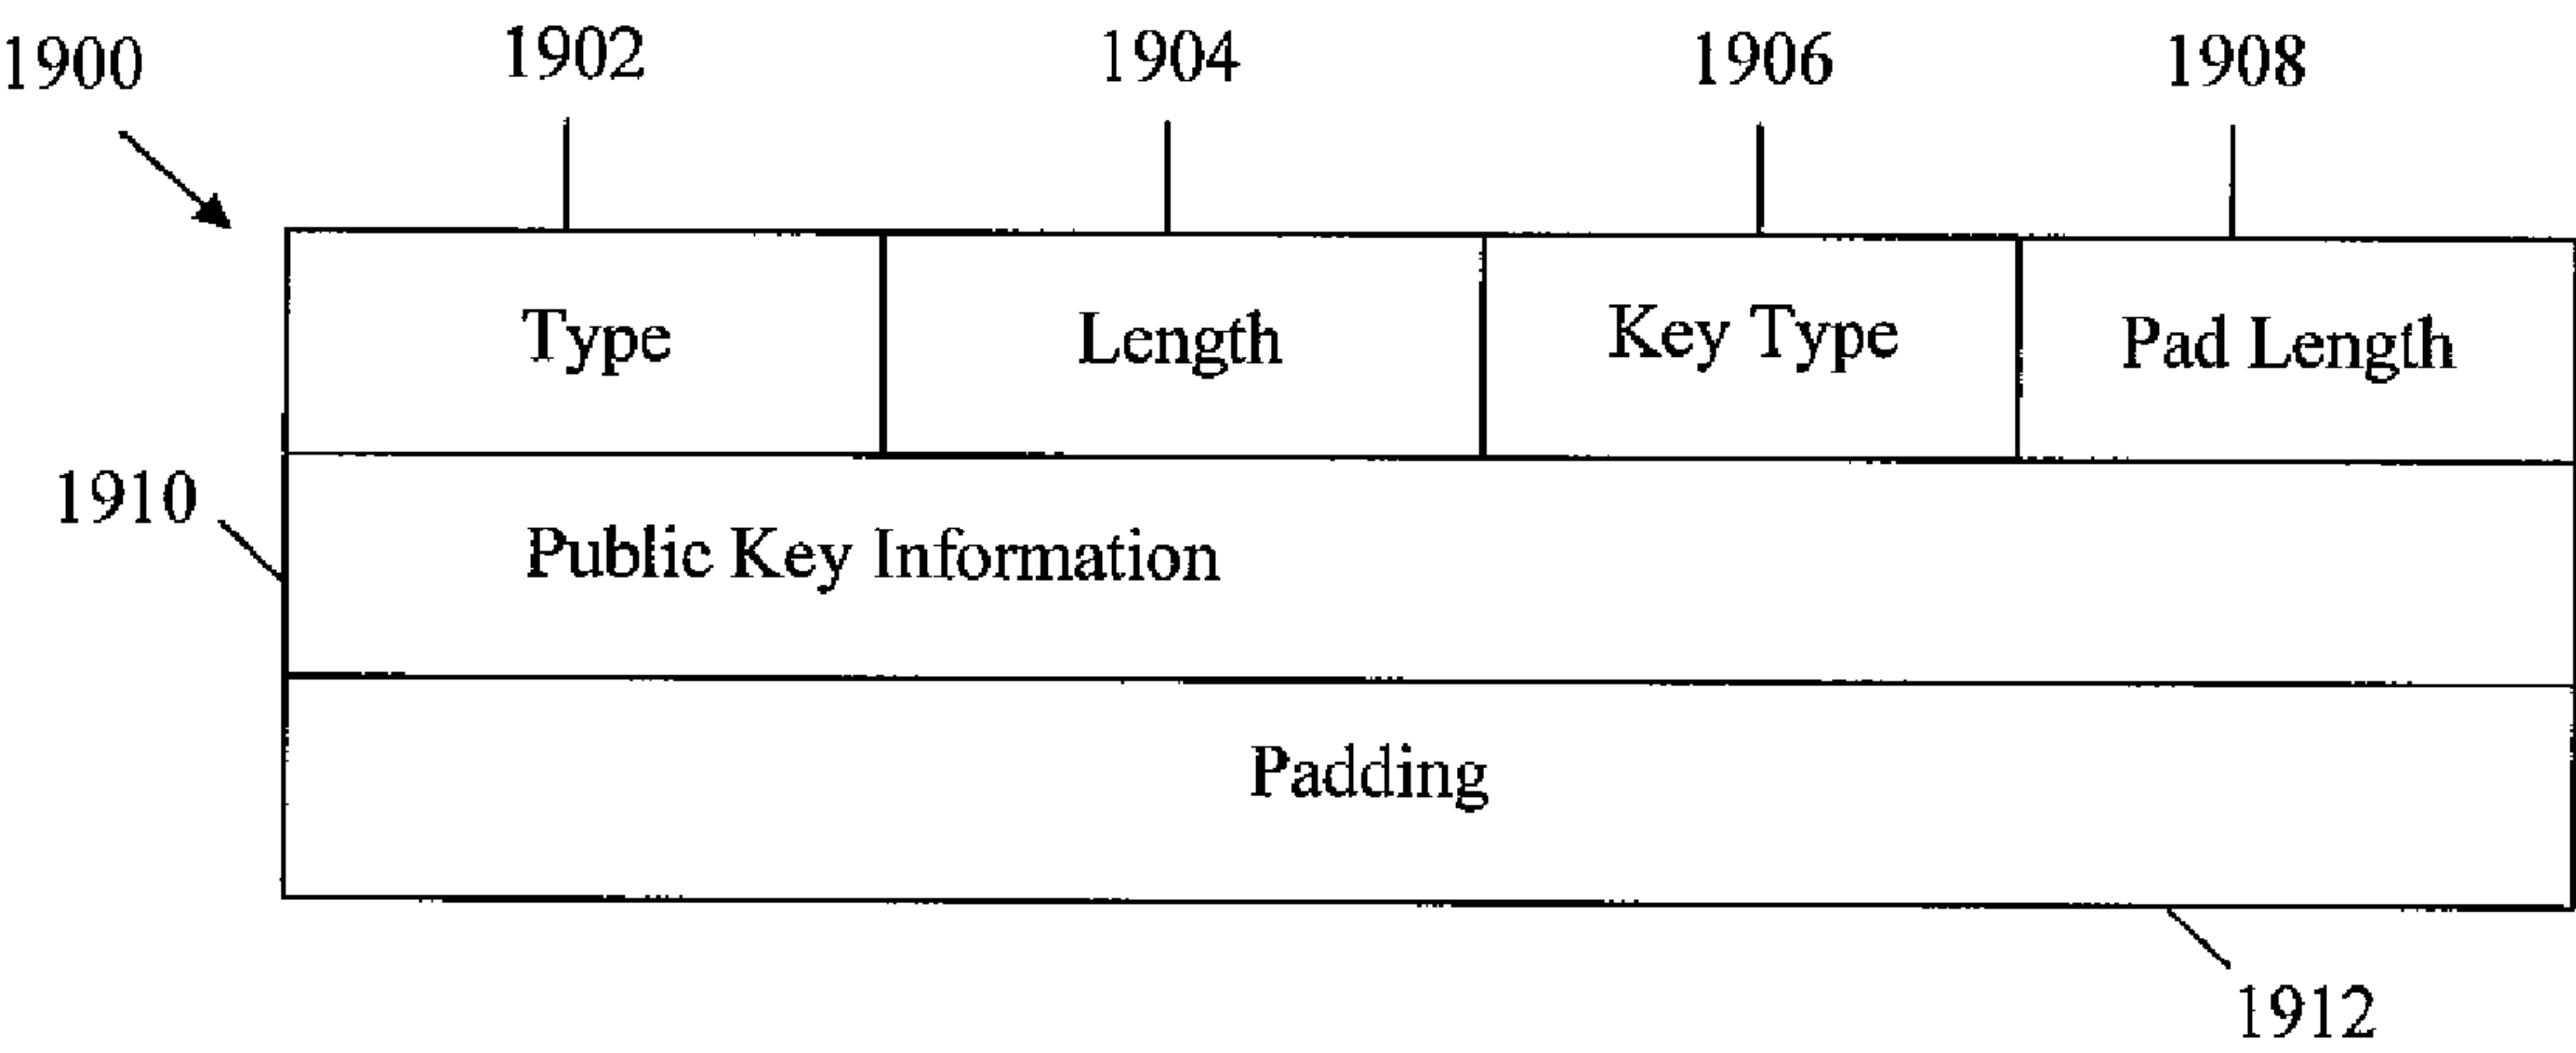 1900 1902 1904 1906 1908
Type Length Key Type Pad Length
1910
Public Key Information
Padding
1912